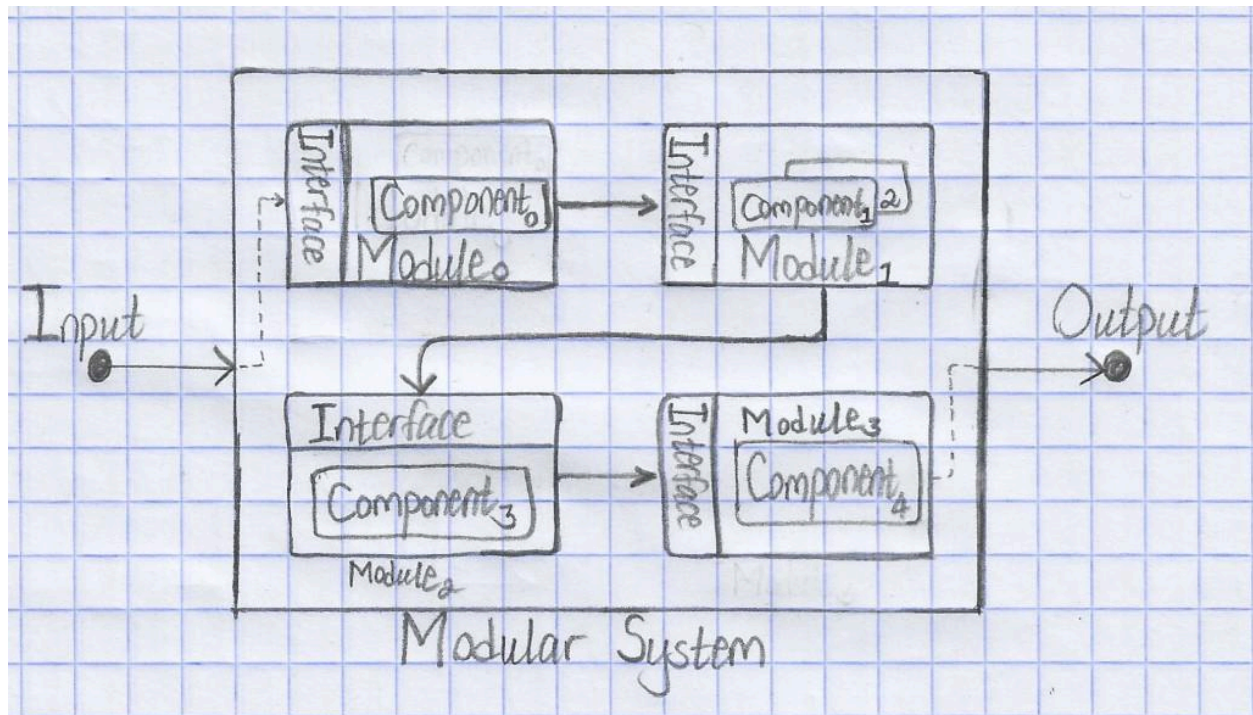 Interface
Component0
Module0
Interface
Component1 2
Module1
Input
Output
Interface
Component3
Module2
Interface
Module3
Component4
Modular System